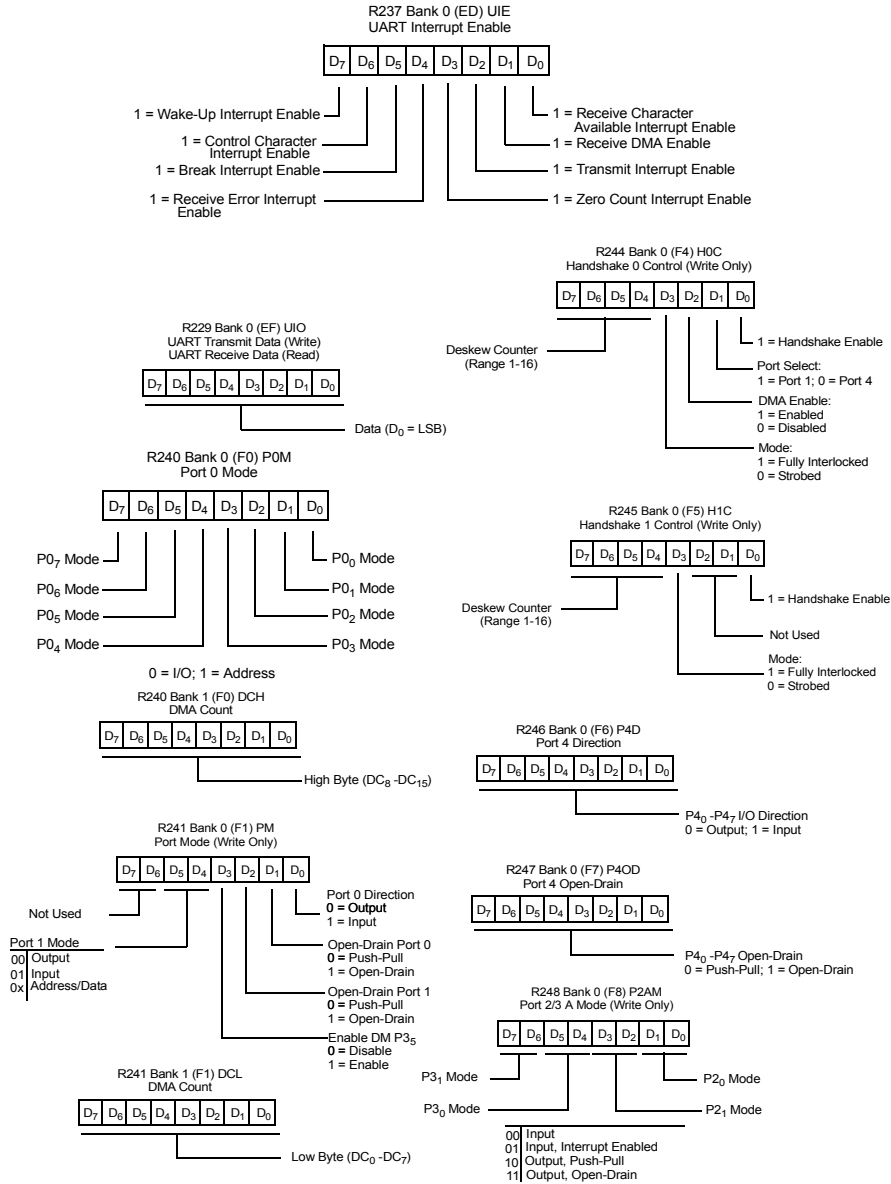 R237 Bank 0 (ED) UIE
UART Interrupt Enable
D₇ D₆ D₅ D₄ D₃ D₂ D₁ D₀
1 = Wake-Up Interrupt Enable
1 = Control Character
Interrupt Enable
1 = Break Interrupt Enable
1 = Receive Error Interrupt
Enable
1 = Receive Character
Available Interrupt Enable
1 = Receive DMA Enable
1 = Transmit Interrupt Enable
1 = Zero Count Interrupt Enable
R229 Bank 0 (EF) UIO
UART Transmit Data (Write)
UART Receive Data (Read)
D₇ D₆ D₅ D₄ D₃ D₂ D₁ D₀
Data (D₀ = LSB)
R240 Bank 0 (F0) P0M
Port 0 Mode
D₇ D₆ D₅ D₄ D₃ D₂ D₁ D₀
P0₇ Mode
P0₆ Mode
P0₅ Mode
P0₄ Mode
P0₀ Mode
P0₁ Mode
P0₂ Mode
P0₃ Mode
0 = I/O; 1 = Address
R240 Bank 1 (F0) DCH
DMA Count
D₇ D₆ D₅ D₄ D₃ D₂ D₁ D₀
High Byte (DC₈ -DC₁₅)
R241 Bank 0 (F1) PM
Port Mode (Write Only)
D₇ D₆ D₅ D₄ D₃ D₂ D₁ D₀
Not Used
Port 1 Mode
00 Output
01 Input
0x Address/Data
Port 0 Direction
0 = Output
1 = Input
Open-Drain Port 0
0 = Push-Pull
1 = Open-Drain
Open-Drain Port 1
0 = Push-Pull
1 = Open-Drain
Enable DM P3₅
0 = Disable
1 = Enable
R241 Bank 1 (F1) DCL
DMA Count
D₇ D₆ D₅ D₄ D₃ D₂ D₁ D₀
Low Byte (DC₀ -DC₇)
R244 Bank 0 (F4) H0C
Handshake 0 Control (Write Only)
D₇ D₆ D₅ D₄ D₃ D₂ D₁ D₀
Deskew Counter
(Range 1-16)
1 = Handshake Enable
Port Select:
1 = Port 1; 0 = Port 4
DMA Enable:
1 = Enabled
0 = Disabled
Mode:
1 = Fully Interlocked
0 = Strobed
R245 Bank 0 (F5) H1C
Handshake 1 Control (Write Only)
D₇ D₆ D₅ D₄ D₃ D₂ D₁ D₀
Deskew Counter
(Range 1-16)
1 = Handshake Enable
Not Used
Mode:
1 = Fully Interlocked
0 = Strobed
R246 Bank 0 (F6) P4D
Port 4 Direction
D₇ D₆ D₅ D₄ D₃ D₂ D₁ D₀
P4₀ -P4₇ I/O Direction
0 = Output; 1 = Input
R247 Bank 0 (F7) P4OD
Port 4 Open-Drain
D₇ D₆ D₅ D₄ D₃ D₂ D₁ D₀
P4₀ -P4₇ Open-Drain
0 = Push-Pull; 1 = Open-Drain
R248 Bank 0 (F8) P2AM
Port 2/3 A Mode (Write Only)
D₇ D₆ D₅ D₄ D₃ D₂ D₁ D₀
P3₁ Mode
P3₀ Mode
P2₀ Mode
P2₁ Mode
00 Input
01 Input, Interrupt Enabled
10 Output, Push-Pull
11 Output, Open-Drain